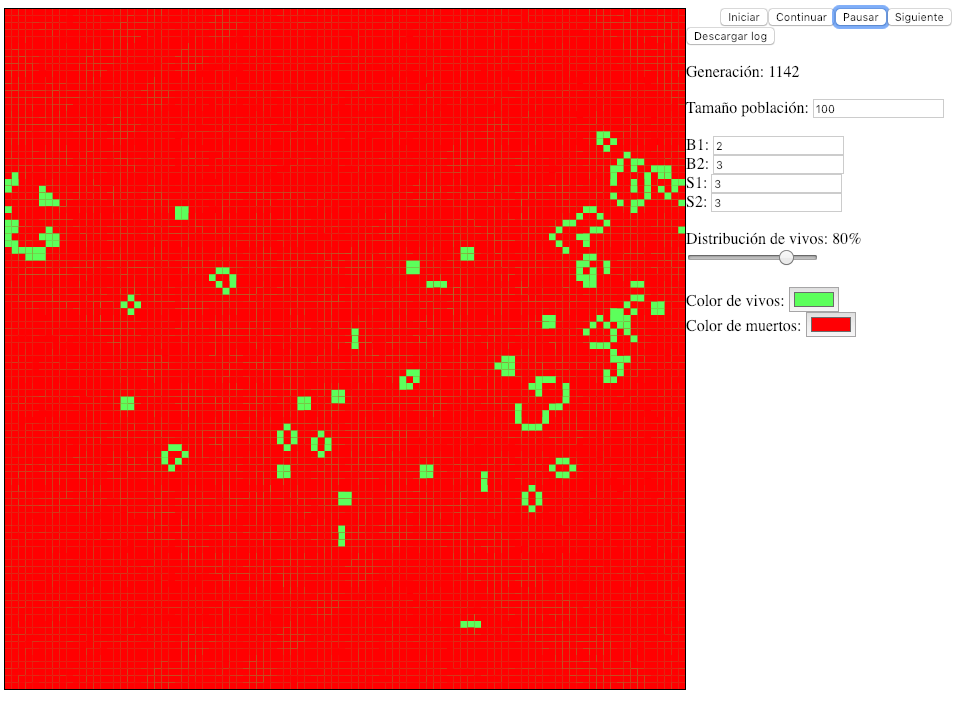 Iniciar Continuar Pausar Siguiente
Descargar log
Generación: 1142
Tamaño población: 100
B1: 2
B2: 3
S1: 3
S2: 3
Distribución de vivos: 80%
Color de vivos:
Color de muertos: